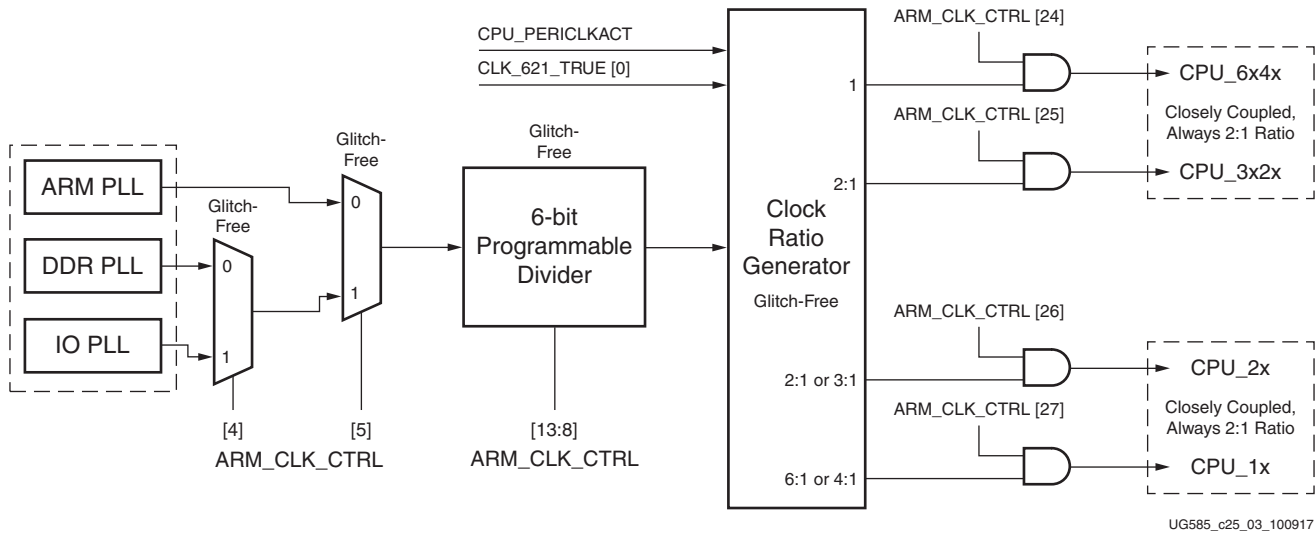 CPU_PERICLKACT
CLK_621_TRUE [0]
ARM_CLK_CTRL [24]
1
CPU_6x4x
Closely Coupled,
Always 2:1 Ratio
ARM_CLK_CTRL [25]
2:1
CPU_3x2x
ARM PLL
DDR PLL
IO PLL
Glitch-
Free
0
1
Glitch-
Free
0
1
Glitch-
Free
6-bit
Programmable
Divider
Clock
Ratio
Generator
Glitch-Free
ARM_CLK_CTRL [26]
2:1 or 3:1
CPU_2x
Closely Coupled,
Always 2:1 Ratio
ARM_CLK_CTRL [27]
6:1 or 4:1
CPU_1x
[4]
[5]
ARM_CLK_CTRL
[13:8]
ARM_CLK_CTRL
UG585_c25_03_100917